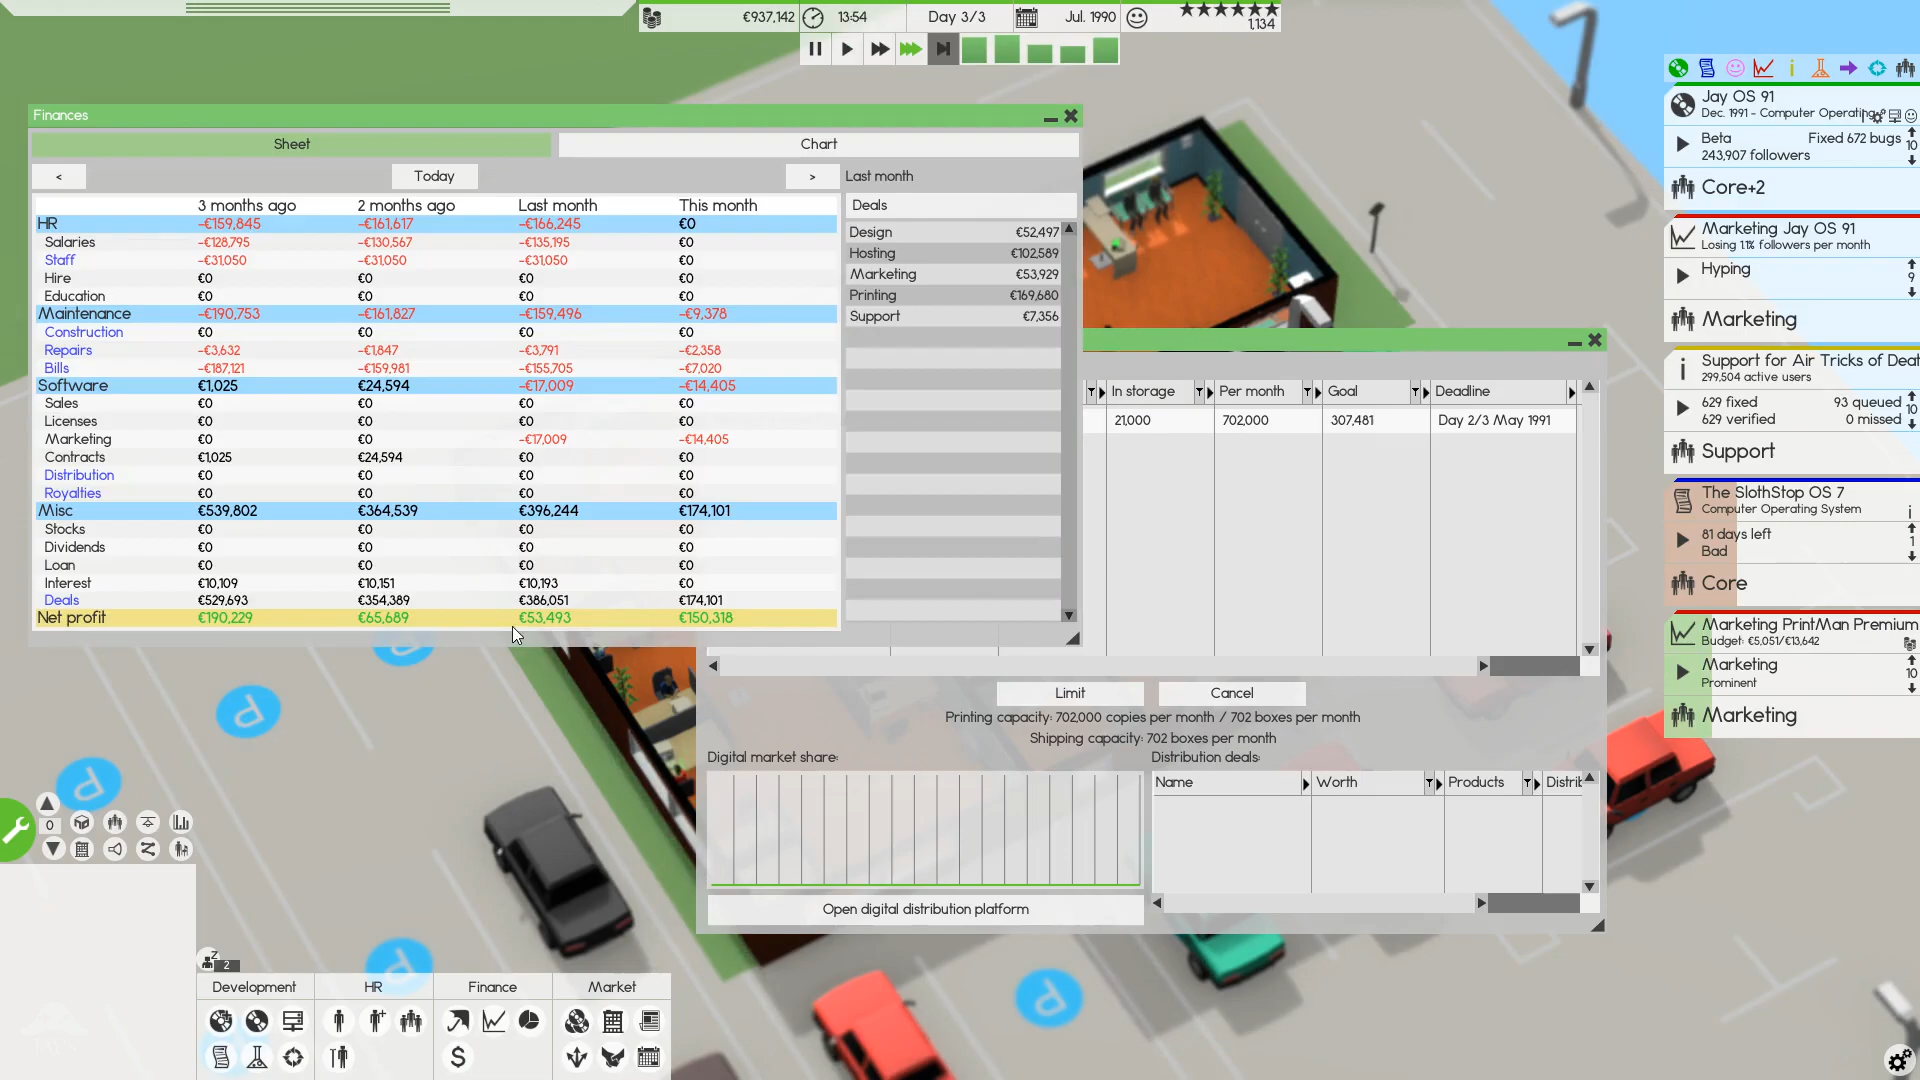 €937,142 13:54 Day 3/3 Jul. 1990 1,134
Finances
Sheet Chart
< Today > Last month
3 months ago 2 months ago Last month This month
HR -€159,845 -€161,617 -€166,245 €0
Salaries -€128,795 -€130,567 -€135,195 €0
Staff -€31,050 -€31,050 -€31,050 €0
Hire €0 €0 €0 €0
Education €0 €0 €0 €0
Maintenance -€190,753 -€161,827 -€159,496 -€9,378
Construction €0 €0 €0 €0
Repairs -€3,632 -€1,847 -€3,791 -€2,358
Bills -€187,121 -€159,981 -€155,705 -€7,020
Software €1,025 €24,594 -€17,009 -€14,405
Sales €0 €0 €0 €0
Licenses €0 €0 €0 €0
Marketing €0 €0 -€17,009 -€14,405
Contracts €1,025 €24,594 €0 €0
Distribution €0 €0 €0 €0
Royalties €0 €0 €0 €0
Misc €539,802 €364,539 €396,244 €174,101
Stocks €0 €0 €0 €0
Dividends €0 €0 €0 €0
Loan €0 €0 €0 €0
Interest €10,109 €10,151 €10,193 €0
Deals €529,693 €354,389 €386,051 €174,101
Net profit €190,229 €65,689 €53,493 €150,318
Deals
Design €52,497
Hosting €102,589
Marketing €53,929
Printing €169,680
Support €7,356
In storage Per month Goal Deadline
21,000 702,000 307,481 Day 2/3 May 1991
Limit Cancel
Printing capacity: 702,000 copies per month / 702 boxes per month
Shipping capacity: 702 boxes per month
Digital market share: Distribution deals:
Name Worth Products Distrib
Open digital distribution platform
Jay OS 91
Dec. 1991 - Computer Operating
Beta Fixed 672 bugs
243,907 followers
10
Core+2
Marketing Jay OS 91
Losing 1.1% followers per month
Hyping
9
Marketing
Support for Air Tricks of Deat
299,504 active users
629 fixed 93 queued
629 verified 0 missed
10
Support
The SlothStop OS 7
Computer Operating System
81 days left
Bad
1
Core
Marketing PrintMan Premium
Budget: €5,051/€13,642
Marketing
Prominent
10
Marketing
0
2
Development HR Finance Market